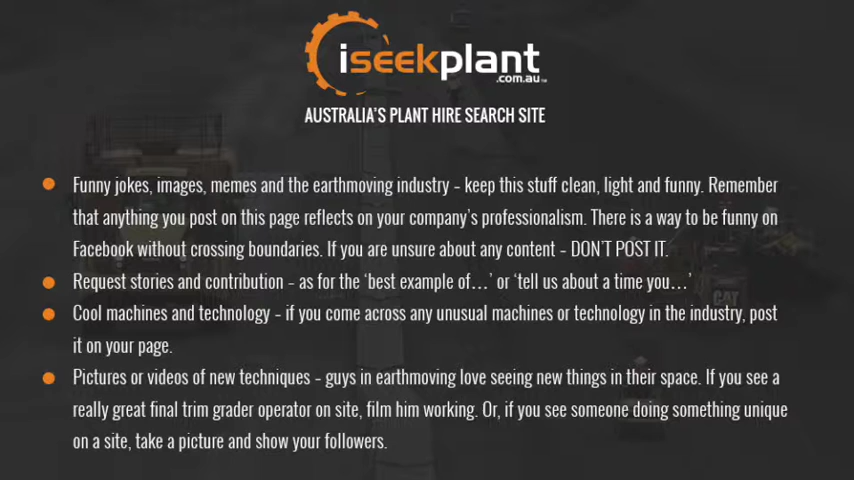 iseekplant
.com.au™
AUSTRALIA'S PLANT HIRE SEARCH SITE
Funny jokes, images, memes and the earthmoving industry – keep this stuff clean, light and funny. Remember
that anything you post on this page reflects on your company's professionalism. There is a way to be funny on
Facebook without crossing boundaries. If you are unsure about any content – DON'T POST IT.
Request stories and contribution – as for the 'best example of…' or 'tell us about a time you…'
Cool machines and technology – if you come across any unusual machines or technology in the industry, post
it on your page.
Pictures or videos of new techniques – guys in earthmoving love seeing new things in their space. If you see a
really great final trim grader operator on site, film him working. Or, if you see someone doing something unique
on a site, take a picture and show your followers.
CAT